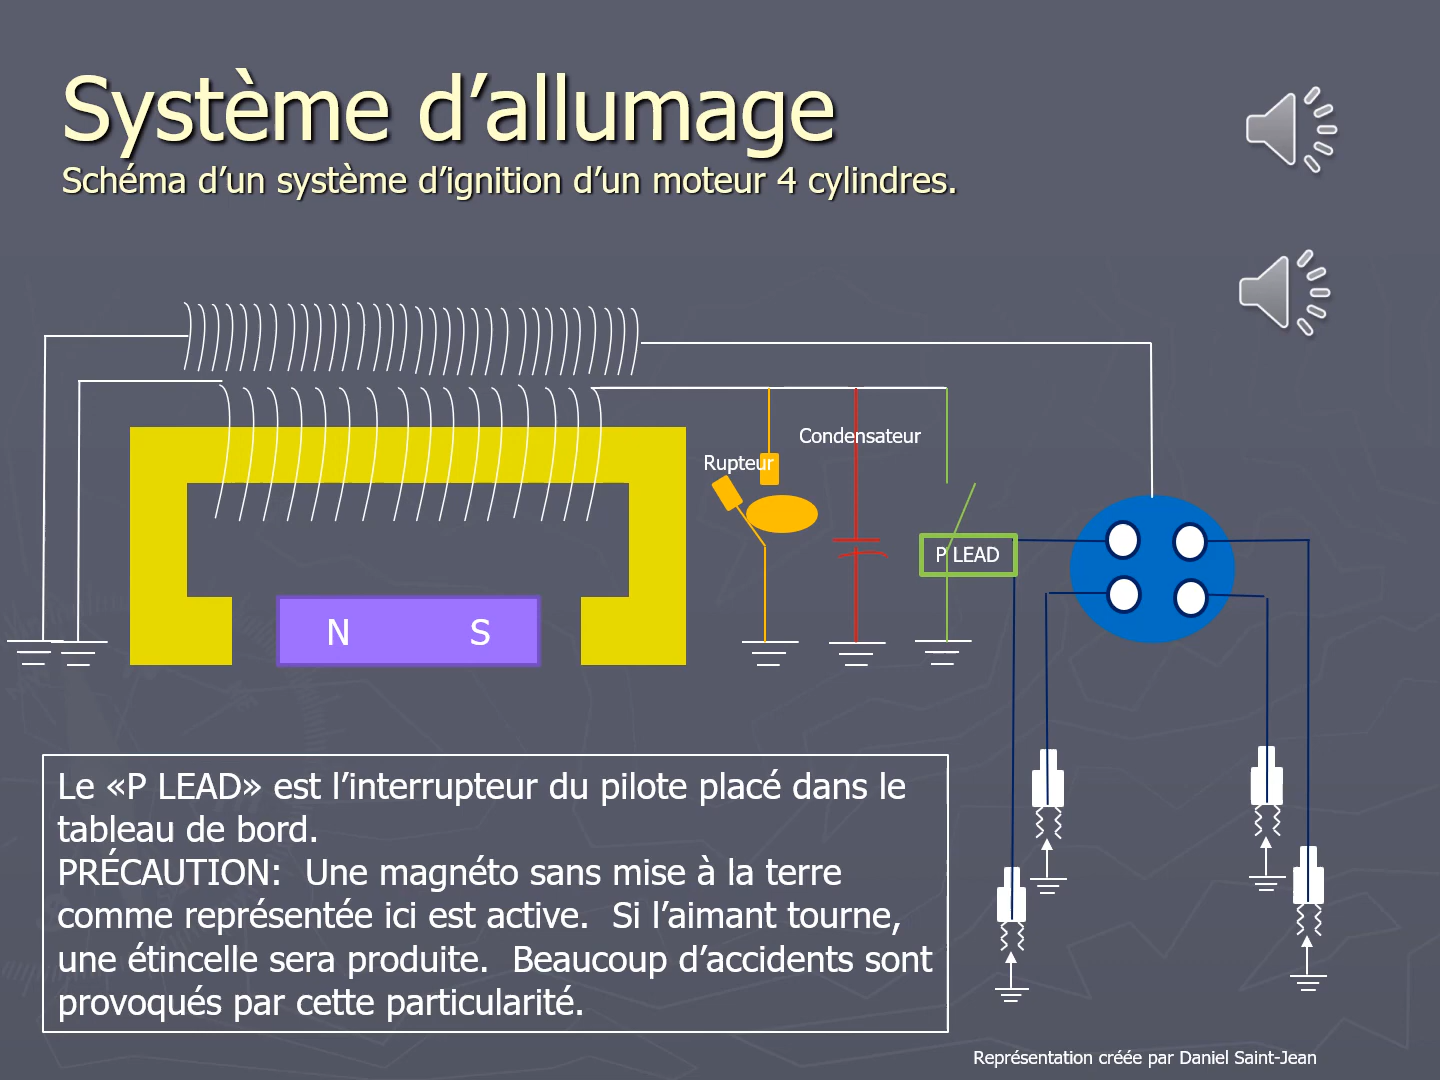 Système d’allumage
Schéma d’un système d’ignition d’un moteur 4 cylindres.
Condensateur
Rupteur
P LEAD
N S
Le «P LEAD» est l’interrupteur du pilote placé dans le
tableau de bord.
PRÉCAUTION:  Une magnéto sans mise à la terre
comme représentée ici est active.  Si l’aimant tourne,
une étincelle sera produite.  Beaucoup d’accidents sont
provoqués par cette particularité.
Représentation créée par Daniel Saint-Jean